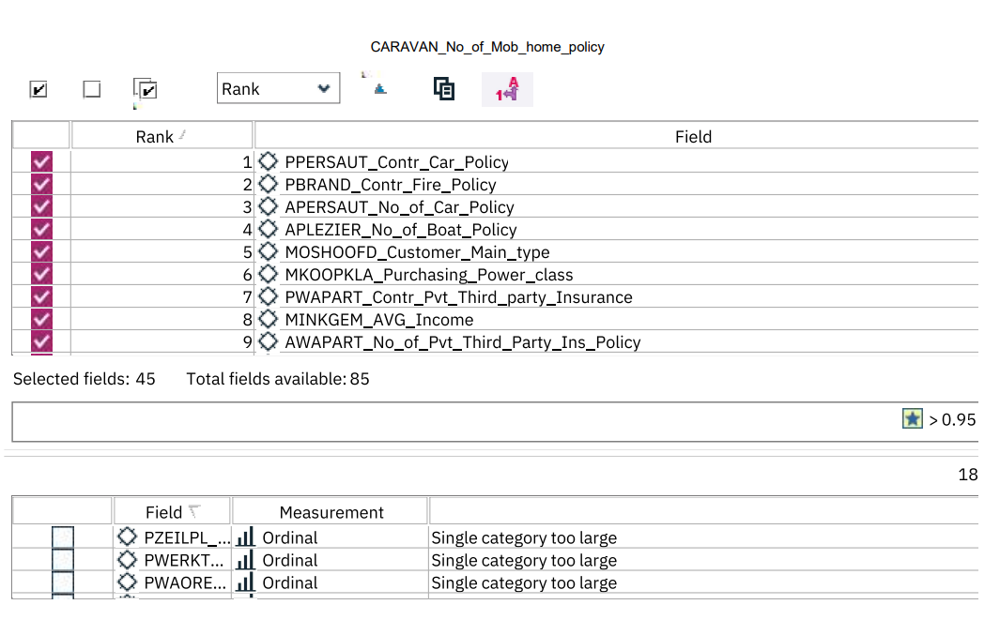 CARAVAN_No_of_Mob_home_policy
Rank
1 A
Rank Field
1 PPERSAUT_Contr_Car_Policy
2 PBRAND_Contr_Fire_Policy
3 APERSAUT_No_of_Car_Policy
4 APLEZIER_No_of_Boat_Policy
5 MOSHOOFD_Customer_Main_type
6 MKOOPKLA_Purchasing_Power_class
7 PWAPART_Contr_Pvt_Third_party_Insurance
8 MINKGEM_AVG_Income
9 AWAPART_No_of_Pvt_Third_Party_Ins_Policy
Selected fields: 45 Total fields available: 85
> 0.95
18
Field Measurement
PZEILPL_... Ordinal Single category too large
PWERKT... Ordinal Single category too large
PWAORE... Ordinal Single category too large